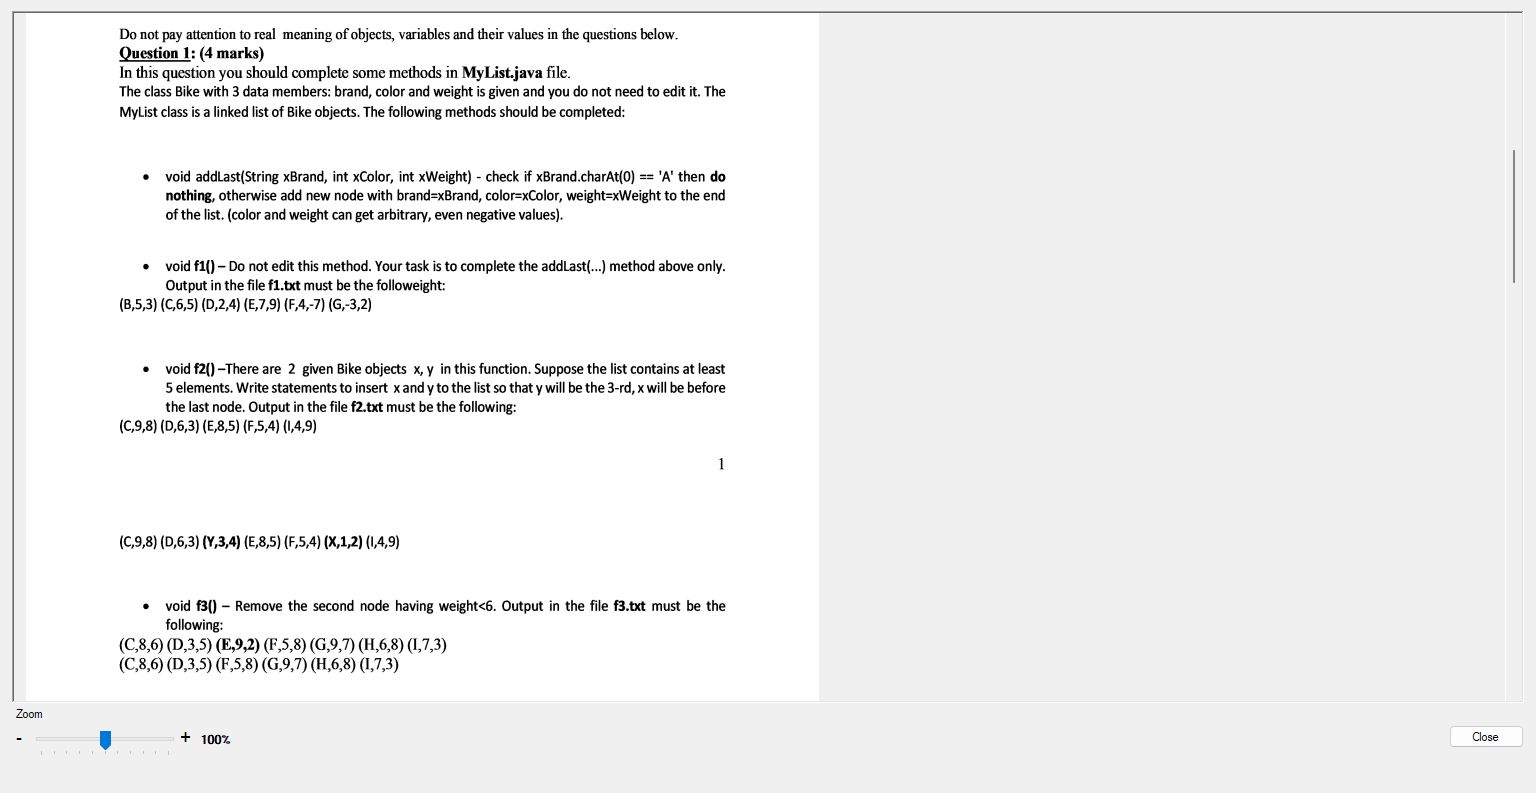 Do not pay attention to real meaning of objects, variables and their values in the questions below.
Question 1: (4 marks)
In this question you should complete some methods in MyList.java file.
The class Bike with 3 data members: brand, color and weight is given and you do not need to edit it. The
MyList class is a linked list of Bike objects. The following methods should be completed:
• void addLast(String xBrand, int xColor, int xWeight) - check if xBrand.charAt(0) == 'A' then do
nothing, otherwise add new node with brand=xBrand, color=xColor, weight=xWeight to the end
of the list. (color and weight can get arbitrary, even negative values).
• void f1() – Do not edit this method. Your task is to complete the addLast(...) method above only.
Output in the file f1.txt must be the followeight:
(B,5,3) (C,6,5) (D,2,4) (E,7,9) (F,4,-7) (G,-3,2)
• void f2() –There are 2 given Bike objects x, y in this function. Suppose the list contains at least
5 elements. Write statements to insert x and y to the list so that y will be the 3-rd, x will be before
the last node. Output in the file f2.txt must be the following:
(C,9,8) (D,6,3) (E,8,5) (F,5,4) (I,4,9)
1
(C,9,8) (D,6,3) (Y,3,4) (E,8,5) (F,5,4) (X,1,2) (I,4,9)
• void f3() – Remove the second node having weight<6. Output in the file f3.txt must be the
following:
(C,8,6) (D,3,5) (E,9,2) (F,5,8) (G,9,7) (H,6,8) (I,7,3)
(C,8,6) (D,3,5) (F,5,8) (G,9,7) (H,6,8) (I,7,3)
Zoom
- + 100%
Close